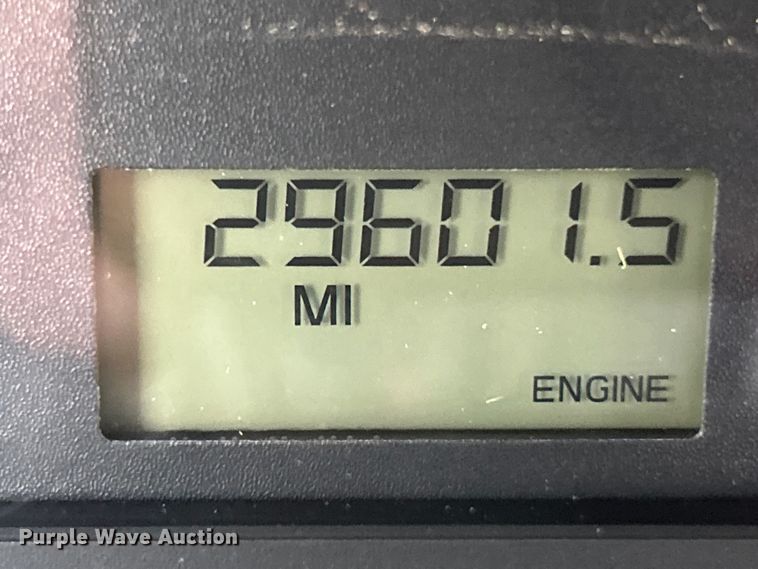 29601.5
MI
ENGINE
Purple Wave Auction